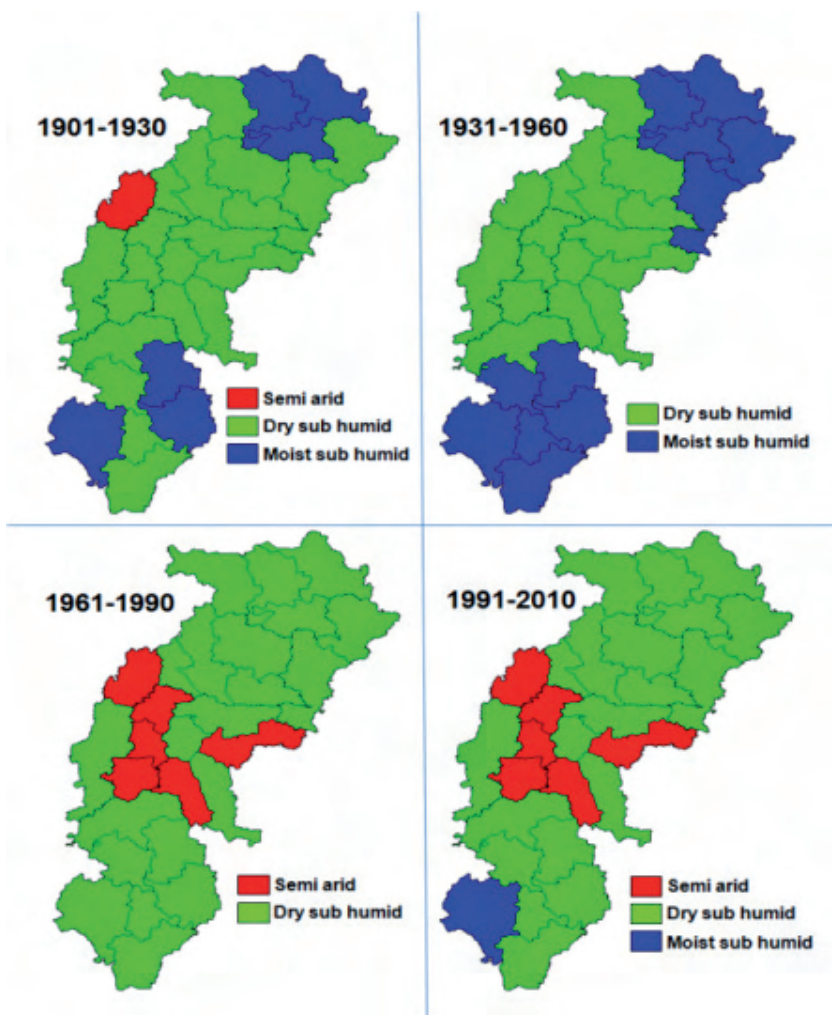 1901-1930
Semi arid
Dry sub humid
Moist sub humid
1931-1960
Dry sub humid
Moist sub humid
1961-1990
Semi arid
Dry sub humid
1991-2010
Semi arid
Dry sub humid
Moist sub humid